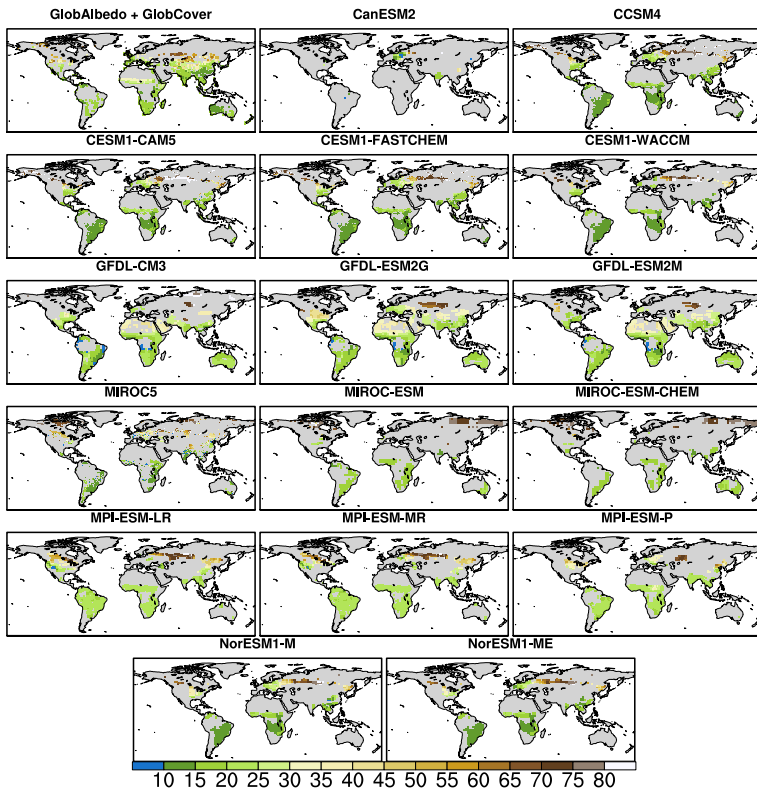 GlobAlbedo + GlobCover CanESM2 CCSM4
CESM1-CAM5 CESM1-FASTCHEM CESM1-WACCM
GFDL-CM3 GFDL-ESM2G GFDL-ESM2M
MIROC5 MIROC-ESM MIROC-ESM-CHEM
MPI-ESM-LR MPI-ESM-MR MPI-ESM-P
NorESM1-M NorESM1-ME
10 15 20 25 30 35 40 45 50 55 60 65 70 75 80